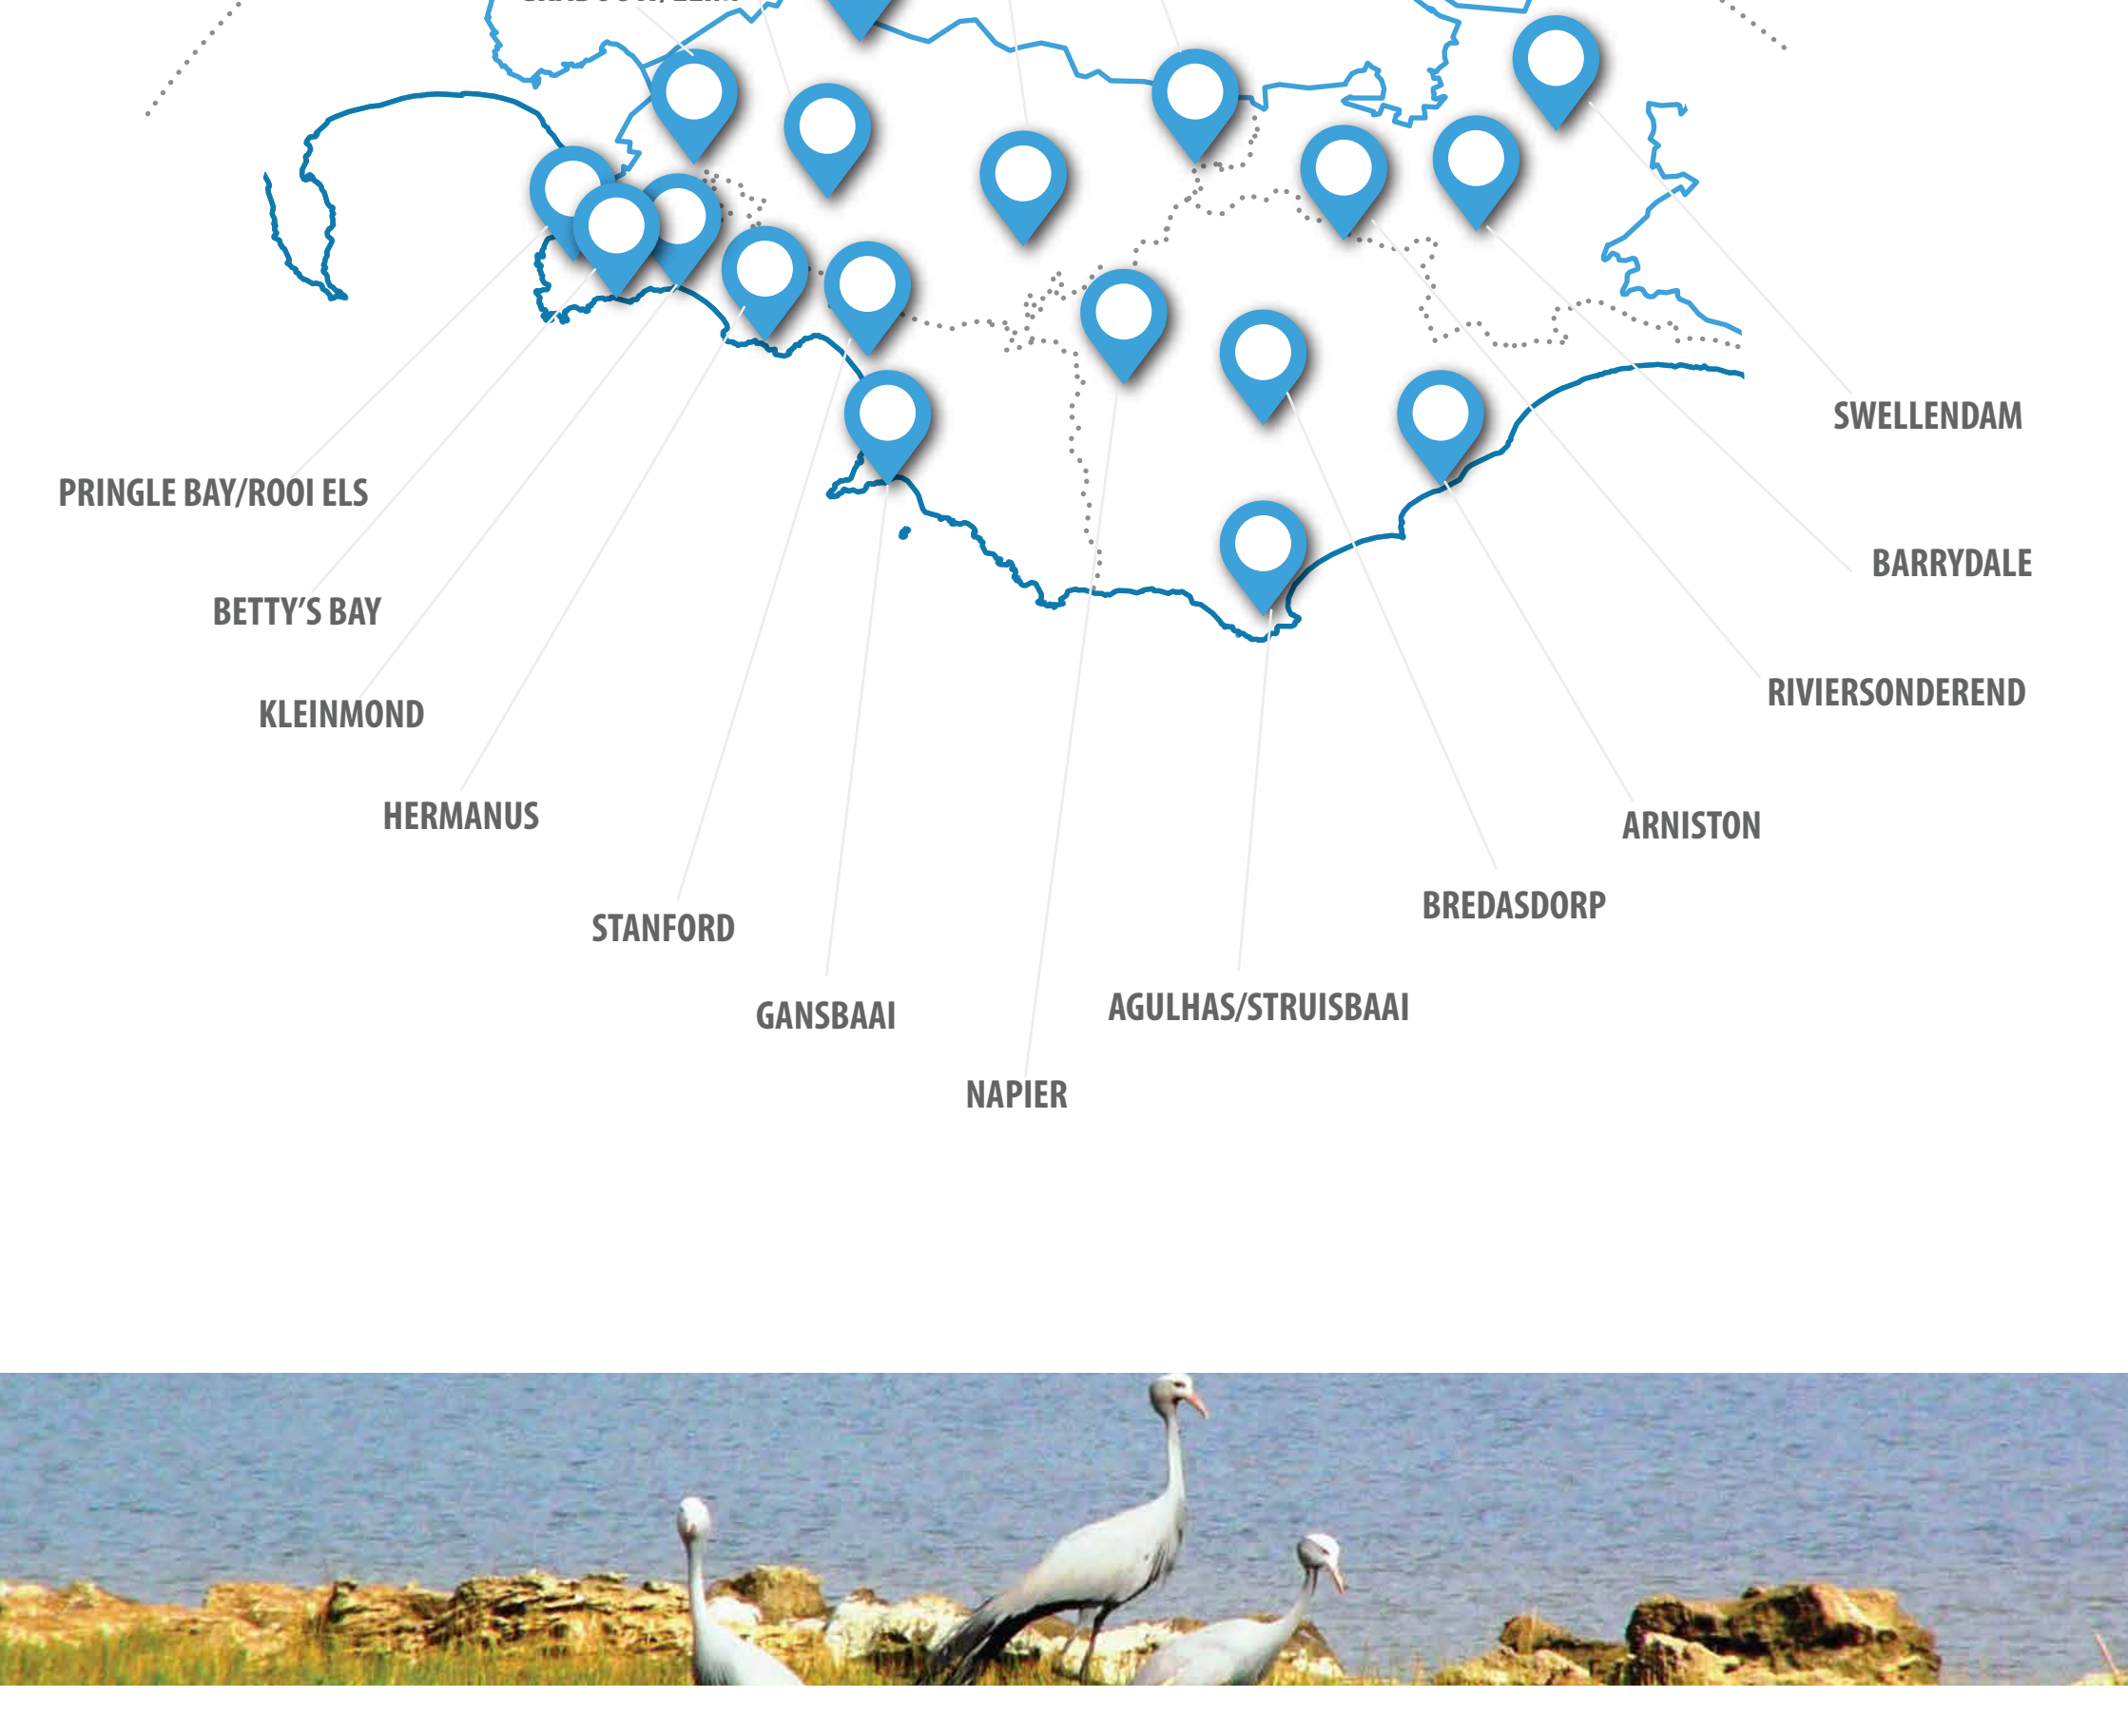 SWELLENDAM
PRINGLE BAY/ROOI ELS
BARRYDALE
BETTY’S BAY
RIVIERSONDEREND
KLEINMOND
HERMANUS
ARNISTON
BREDASDORP
STANFORD
AGULHAS/STRUISBAAI
GANSBAAI
NAPIER